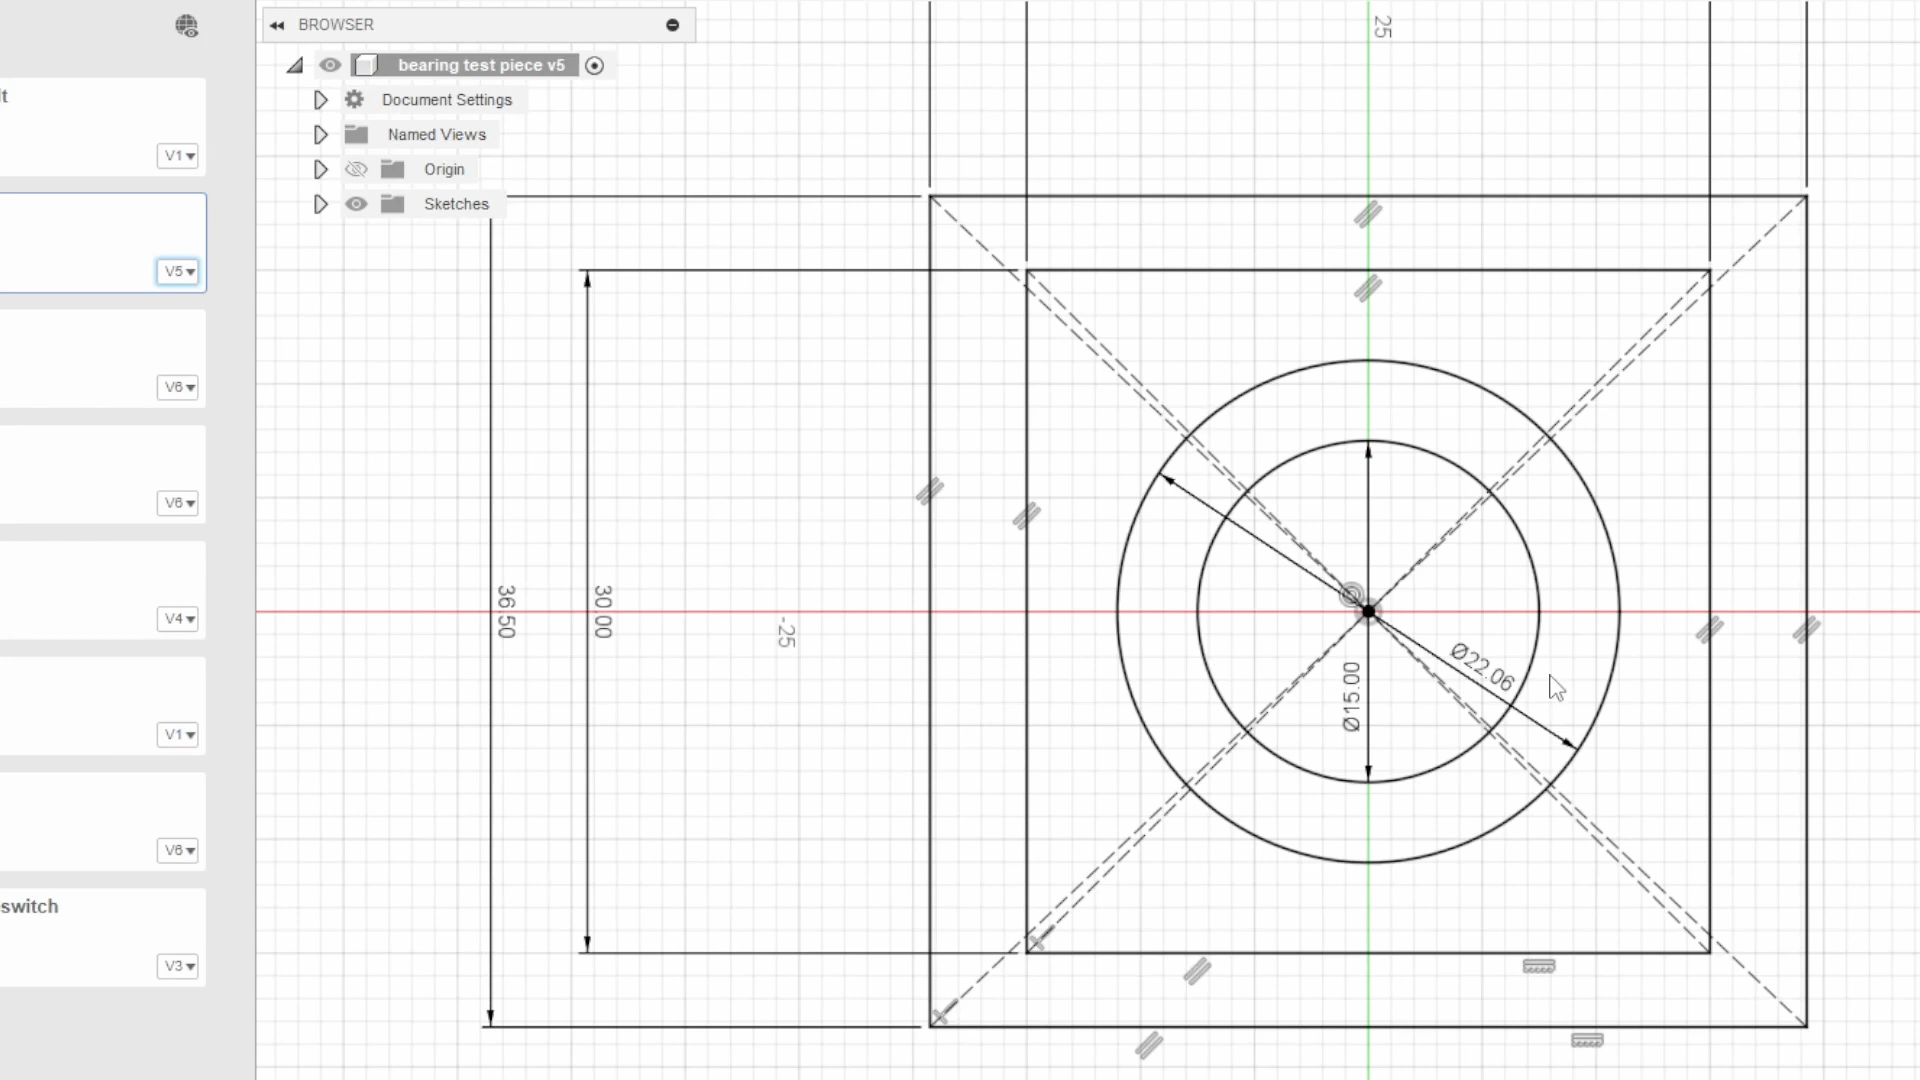 BROWSER
bearing test piece v5
Document Settings
Named Views
Origin
Sketches
V1
V5
V6
V6
V4
V1
V6
switch
V3
25
36.50
30.00
-25
Ø22.06
Ø15.00